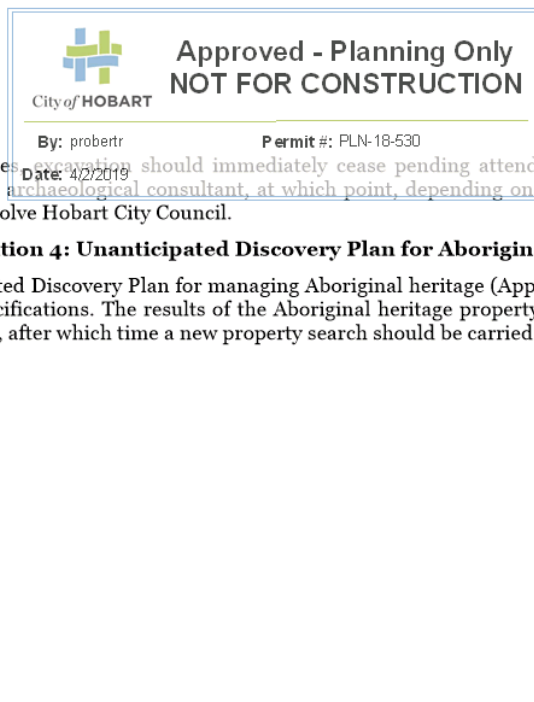 Approved - Planning Only
NOT FOR CONSTRUCTION
City of HOBART
By: probertr Permit #: PLN-18-530
Date: 4/2/2019
es, excavation should immediately cease pending attend
archaeological consultant, at which point, depending on
olve Hobart City Council.
tion 4: Unanticipated Discovery Plan for Aborigin
ted Discovery Plan for managing Aboriginal heritage (App
cifications. The results of the Aboriginal heritage property
, after which time a new property search should be carried